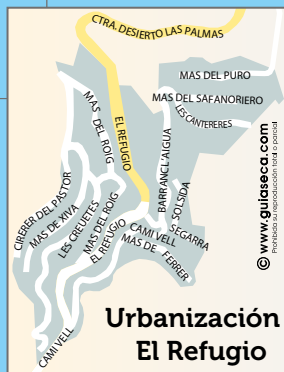 CTRA. DESIERTO LAS PALMAS
MAS DEL PURO
MAS DEL SAFANORIERO
LES CANTERERES
MAS DEL ROIG
EL REFUGIO
BARRANC L'AIGUA
SOLSIDA
SEGARRA
CIRERER DEL PASTOR
MAS DE XIVA
LES CREUETES
MAS DEL ROIG
EL REFUGIO
CAMI VELL
MAS DE FERRER
CAMI VELL
© www.guiaseca.com
Prohibida su reproducción total o parcial
Urbanización
El Refugio